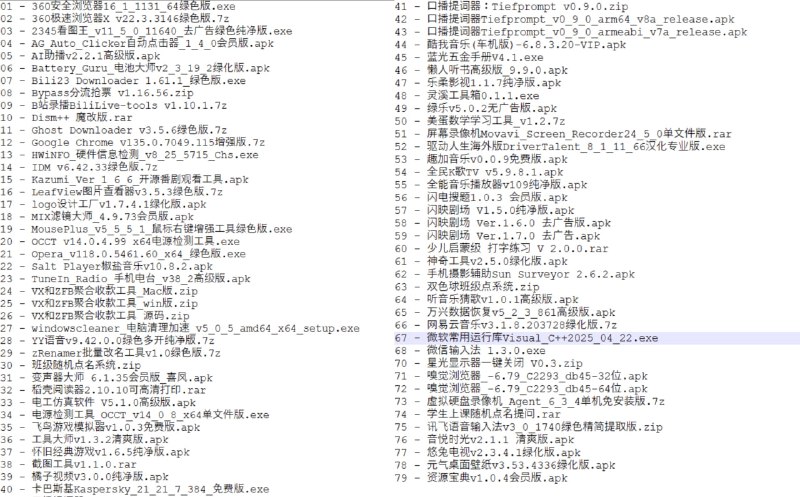 01 - 360安全浏览器16_1_1131_64绿色版.exe
02 - 360极速浏览器X v22.3.3146绿色版.7z
03 - 2345看图王_v11_5_0_11640_去广告绿色纯净版.exe
04 - AG Auto_Clicker自动点击器_1_4_0会员版.apk
05 - AI助播v2.2.1高级版.apk
06 - Battery_Guru_电池大师v2_3_19_2绿化版.apk
07 - Bili23 Downloader 1.61.1_绿色版.exe
08 - Bypass分流抢票 v1.16.56.zip
09 - B站录播BiliLive-tools v1.10.1.7z
10 - Dism++ 魔改版.rar
11 - Ghost Downloader v3.5.6绿色版.7z
12 - Google Chrome v135.0.7049.115增强版.7z
13 - HWiNFO_硬件信息检测_v8_25_5715_Chs.exe
14 - IDM v6.42.33绿色版.7z
15 - Kazumi_Ver_1_6_6_开源番剧观看工具.apk
16 - LeafView图片查看器v3.5.3绿色版.7z
17 - logo设计工厂v1.7.4.1绿化版.apk
18 - MIX滤镜大师_4.9.73会员版.apk
19 - MousePlus_v5_5_5_1_鼠标右键增强工具绿色版.exe
20 - OCCT v14.0.4.99 x64电源检测工具.exe
21 - Opera_v118.0.5461.60_x64_绿色版.exe
22 - Salt Player椒盐音乐v10.8.2.apk
23 - TuneIn_Radio_手机电台_v38_2高级版.apk
24 - VX和ZFB聚合收款工具_Mac版.zip
25 - VX和ZFB聚合收款工具_win版.zip
26 - VX和ZFB聚合收款工具_源码.zip
27 - windowscleaner_电脑清理加速_v5_0_5_amd64_x64_setup.exe
28 - YY语音v9.42.0.0绿色多开纯净版.7z
29 - zRenamer批量改名工具v1.0绿色版.7z
30 - 班级随机点名系统.zip
31 - 变声器大师 6.1.35会员版_喜凤.apk
32 - 稻壳阅读器2.10.10可高清打印.rar
33 - 电工仿真软件 V5.1.0高级版.apk
34 - 电源检测工具_OCCT_v14_0_8_x64单文件版.exe
35 - 飞鸟游戏模拟器v1.0.3免费版.apk
36 - 工具大师v1.3.2清爽版.apk
37 - 怀旧经典游戏v1.6.5纯净版.apk
38 - 截图工具v1.1.0.rar
39 - 橘子视频v3.0.0纯净版.apk
40 - 卡巴斯基Kaspersky_21_21_7_384_免费版.exe
41 - 口播提词器：Tiefprompt v0.9.0.zip
42 - 口播提词器Tiefprompt_v0_9_0_arm64_v8a_release.apk
43 - 口播提词器Tiefprompt_v0_9_0_armeabi_v7a_release.apk
44 - 酷我音乐(车机版)-6.8.3.20-VIP.apk
45 - 蓝光五金手册V4.1.exe
46 - 懒人听书高级版_9.9.0.apk
47 - 乐柔影视1.1.7纯净版.apk
48 - 灵溪工具箱0.1.1.exe
49 - 绿乐v5.0.2无广告版.apk
50 - 美蛋数学学习工具_v1.2.7z
51 - 屏幕录像机Movavi_Screen_Recorder24_5_0单文件版.rar
52 - 驱动人生海外版DriverTalent_8_1_11_66汉化专业版.exe
53 - 趣加音乐v0.0.9免费版.apk
54 - 全民K歌TV v5.9.8.1.apk
55 - 全能音乐播放器v109纯净版.apk
56 - 闪电搜题1.0.3 会员版.apk
57 - 闪映剧场 V1.5.0纯净版.apk
58 - 闪映剧场 Ver.1.6.0 去广告版.apk
59 - 闪映剧场 Ver.1.7.0 去广告.apk
60 - 少儿启蒙级 打字练习 V 2.0.0.rar
61 - 神奇工具v2.5.0绿化版.apk
62 - 手机摄影辅助Sun Surveyor 2.6.2.apk
63 - 双色球班级点系统.zip
64 - 听音乐猜歌v1.0.1高级版.apk
65 - 万兴数据恢复v5_2_3_861高级版.apk
66 - 网易云音乐v3.1.8.203728绿化版.7z
67 - 微软常用运行库Visual_C++2025_04_22.exe
68 - 微信输入法 1.3.0.exe
70 - 星光显示器一键关闭 V0.3.zip
71 - 嗅觉浏览器_-6.79_C2293_db45-32位.apk
72 - 嗅觉浏览器_-6.79_C2293_db45-64位.apk
73 - 虚拟硬盘录像机_Agent_6_3_4单机免安装版.7z
74 - 学生上课随机点名提问.rar
75 - 讯飞语音输入法v3_0_1740绿色精简提取版.zip
76 - 音悦时光v2.1.1 清爽版.apk
77 - 悠兔电视v2.3.4.1绿化版.apk
78 - 元气桌面壁纸v3.53.4336绿化版.apk
79 - 资源宝典v1.0.4会员版.apk